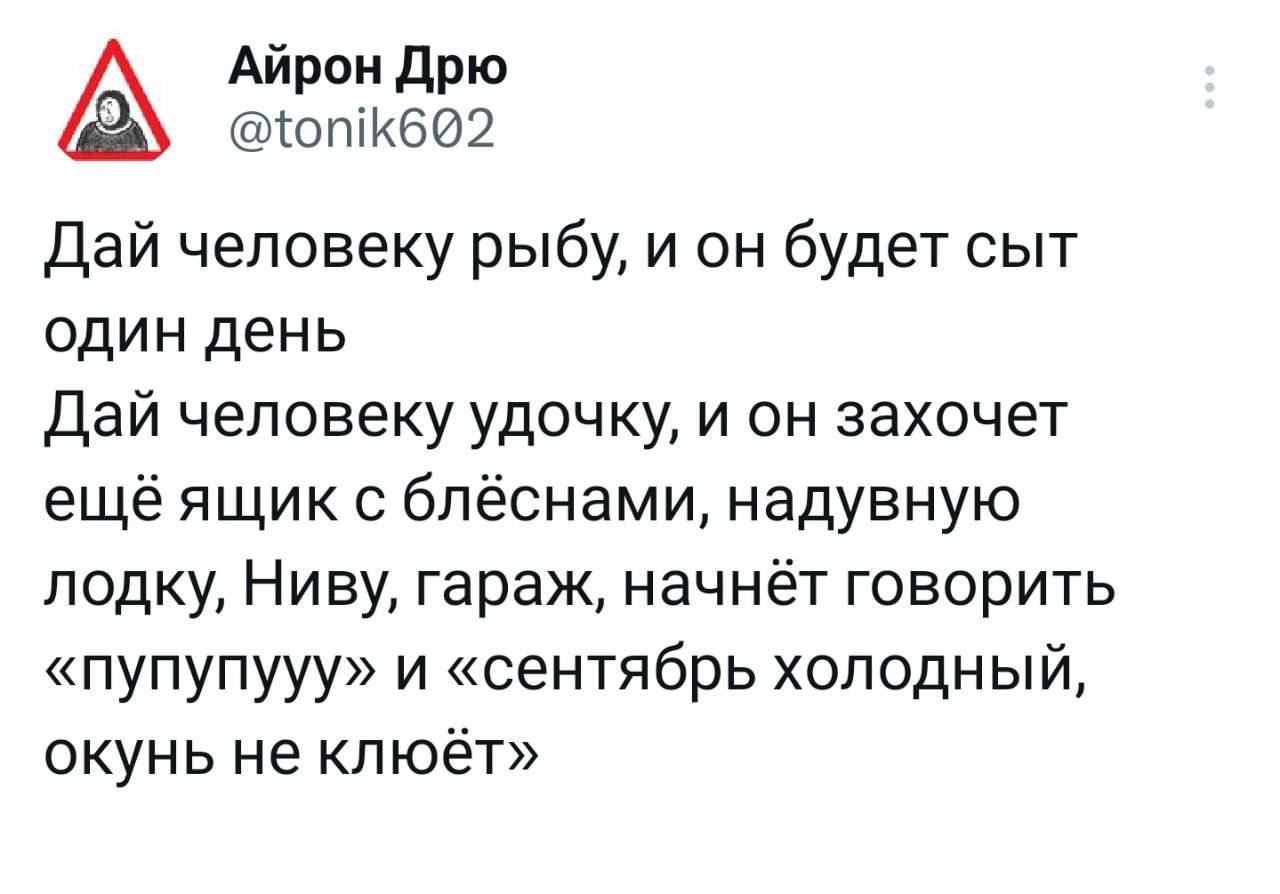 Айрон Дрю
@tonik602
Дай человеку рыбу, и он будет сыт
один день
Дай человеку удочку, и он захочет
ещё ящик с блёснами, надувную
лодку, Ниву, гараж, начнёт говорить
«пупупууу» и «сентябрь холодный,
окунь не клюёт»